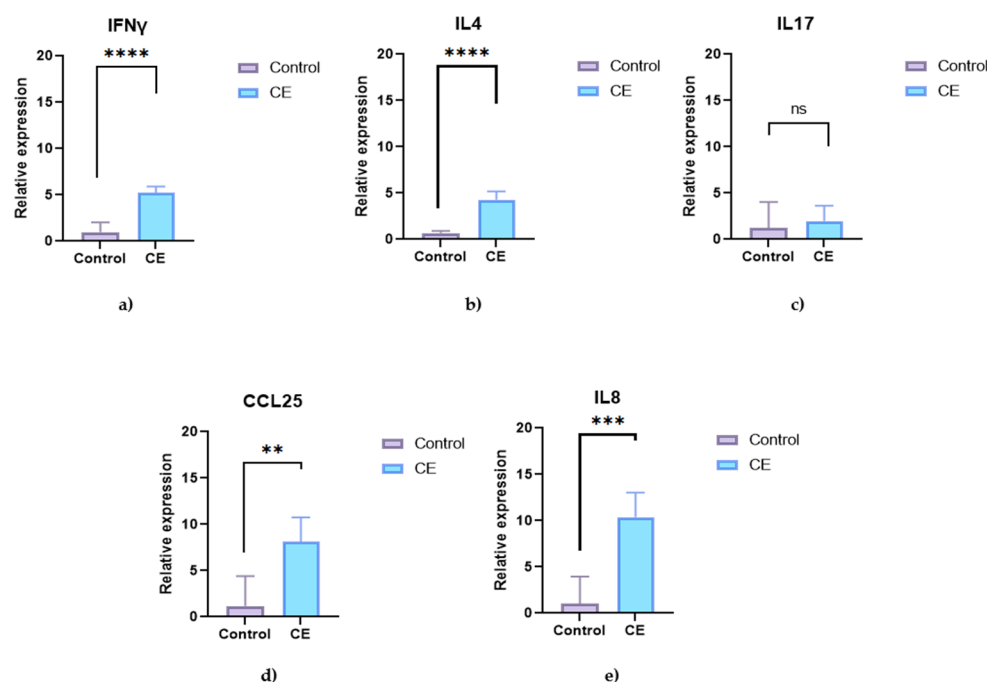 IFNγ
****
Control
CE
Relative expression
20
15
10
5
0
Control CE
a)
IL4
****
Control
CE
Relative expression
20
15
10
5
0
Control CE
b)
IL17
ns
Control
CE
Relative expression
20
15
10
5
0
Control CE
c)
CCL25
**
Control
CE
Relative expression
20
15
10
5
0
Control CE
d)
IL8
***
Control
CE
Relative expression
20
15
10
5
0
Control CE
e)